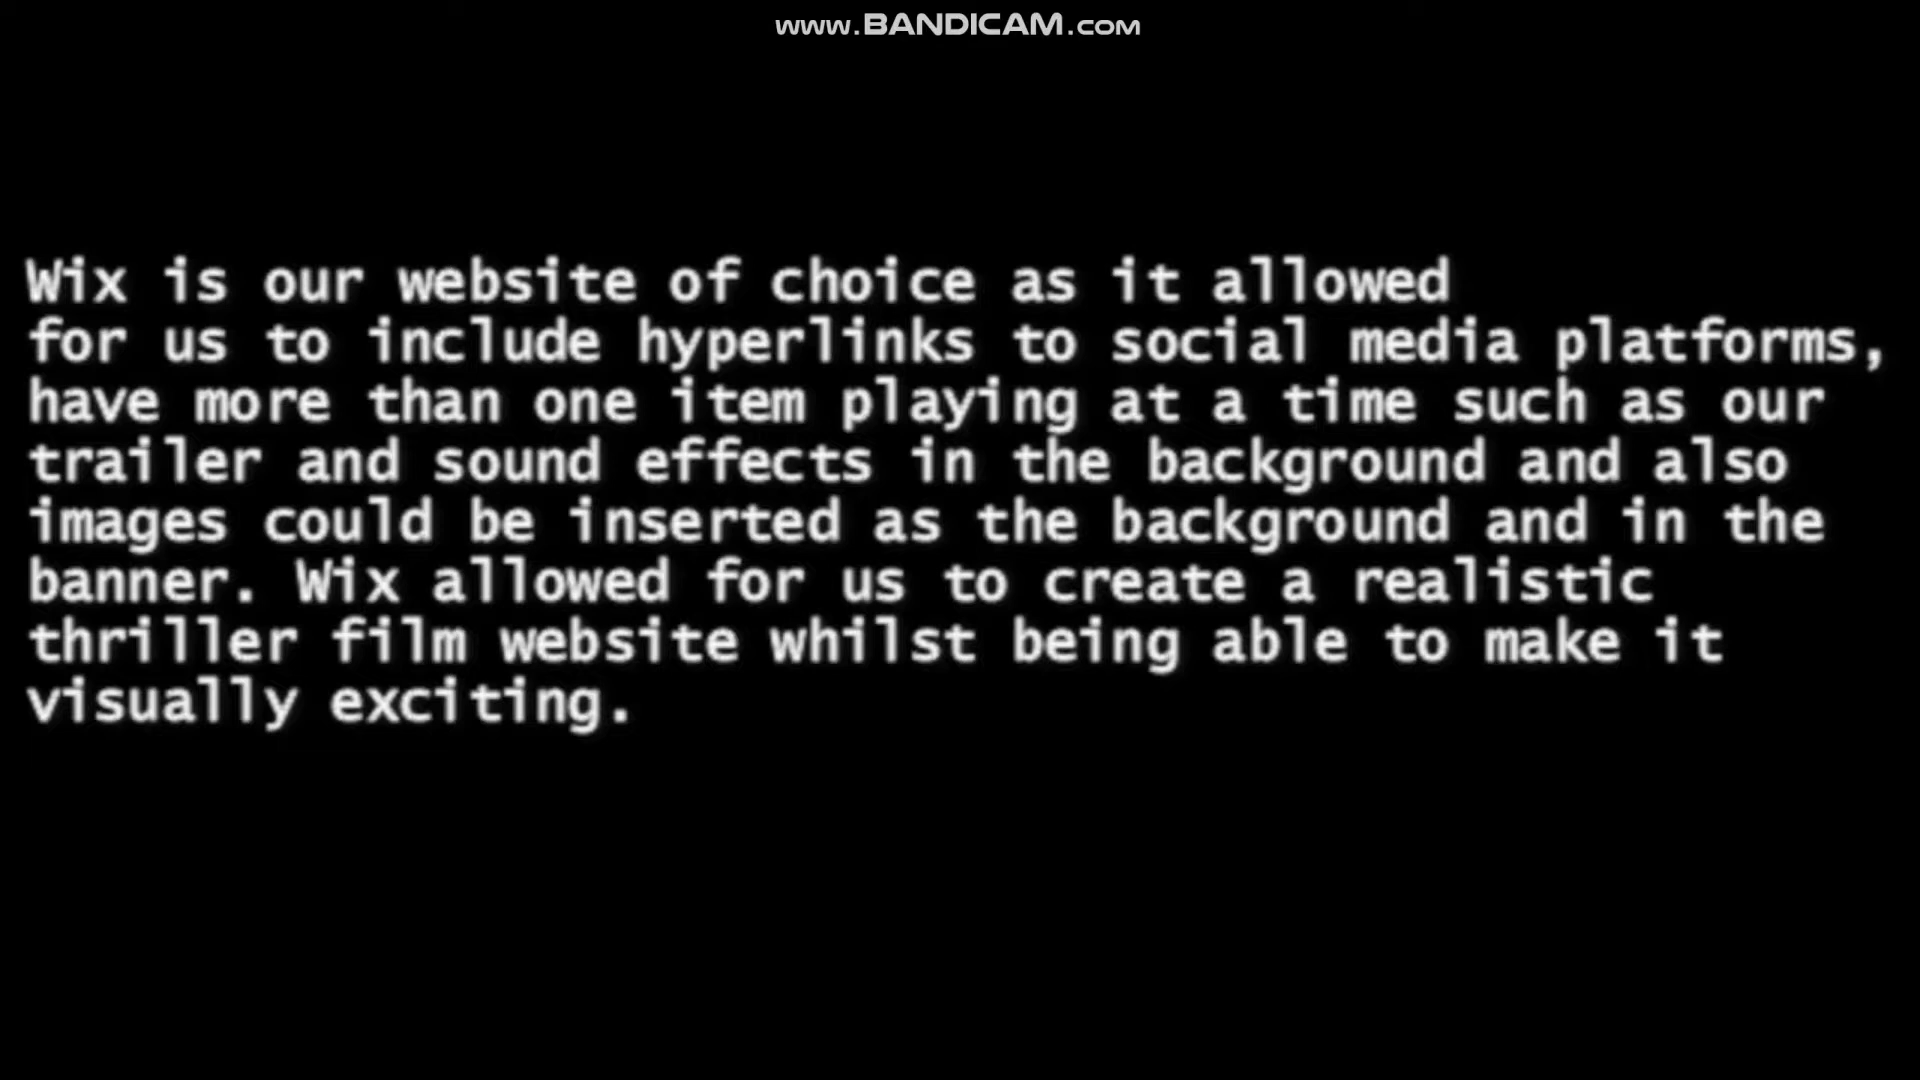 www.BANDICAM.com
Wix is our website of choice as it allowed
for us to include hyperlinks to social media platforms,
have more than one item playing at a time such as our
trailer and sound effects in the background and also
images could be inserted as the background and in the
banner. Wix allowed for us to create a realistic
thriller film website whilst being able to make it
visually exciting.